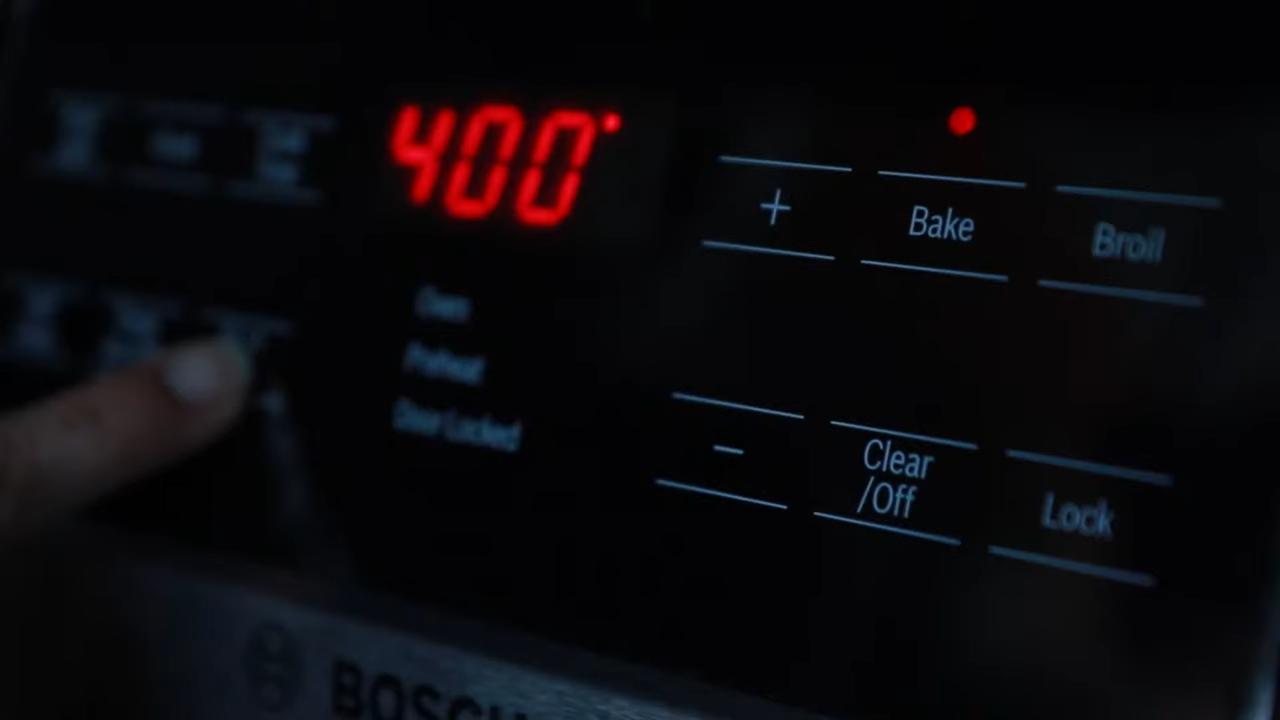 400°
+ Bake Broil
Oven
Preheat
Door Locked
- Clear
/Off
Lock
BOSCH